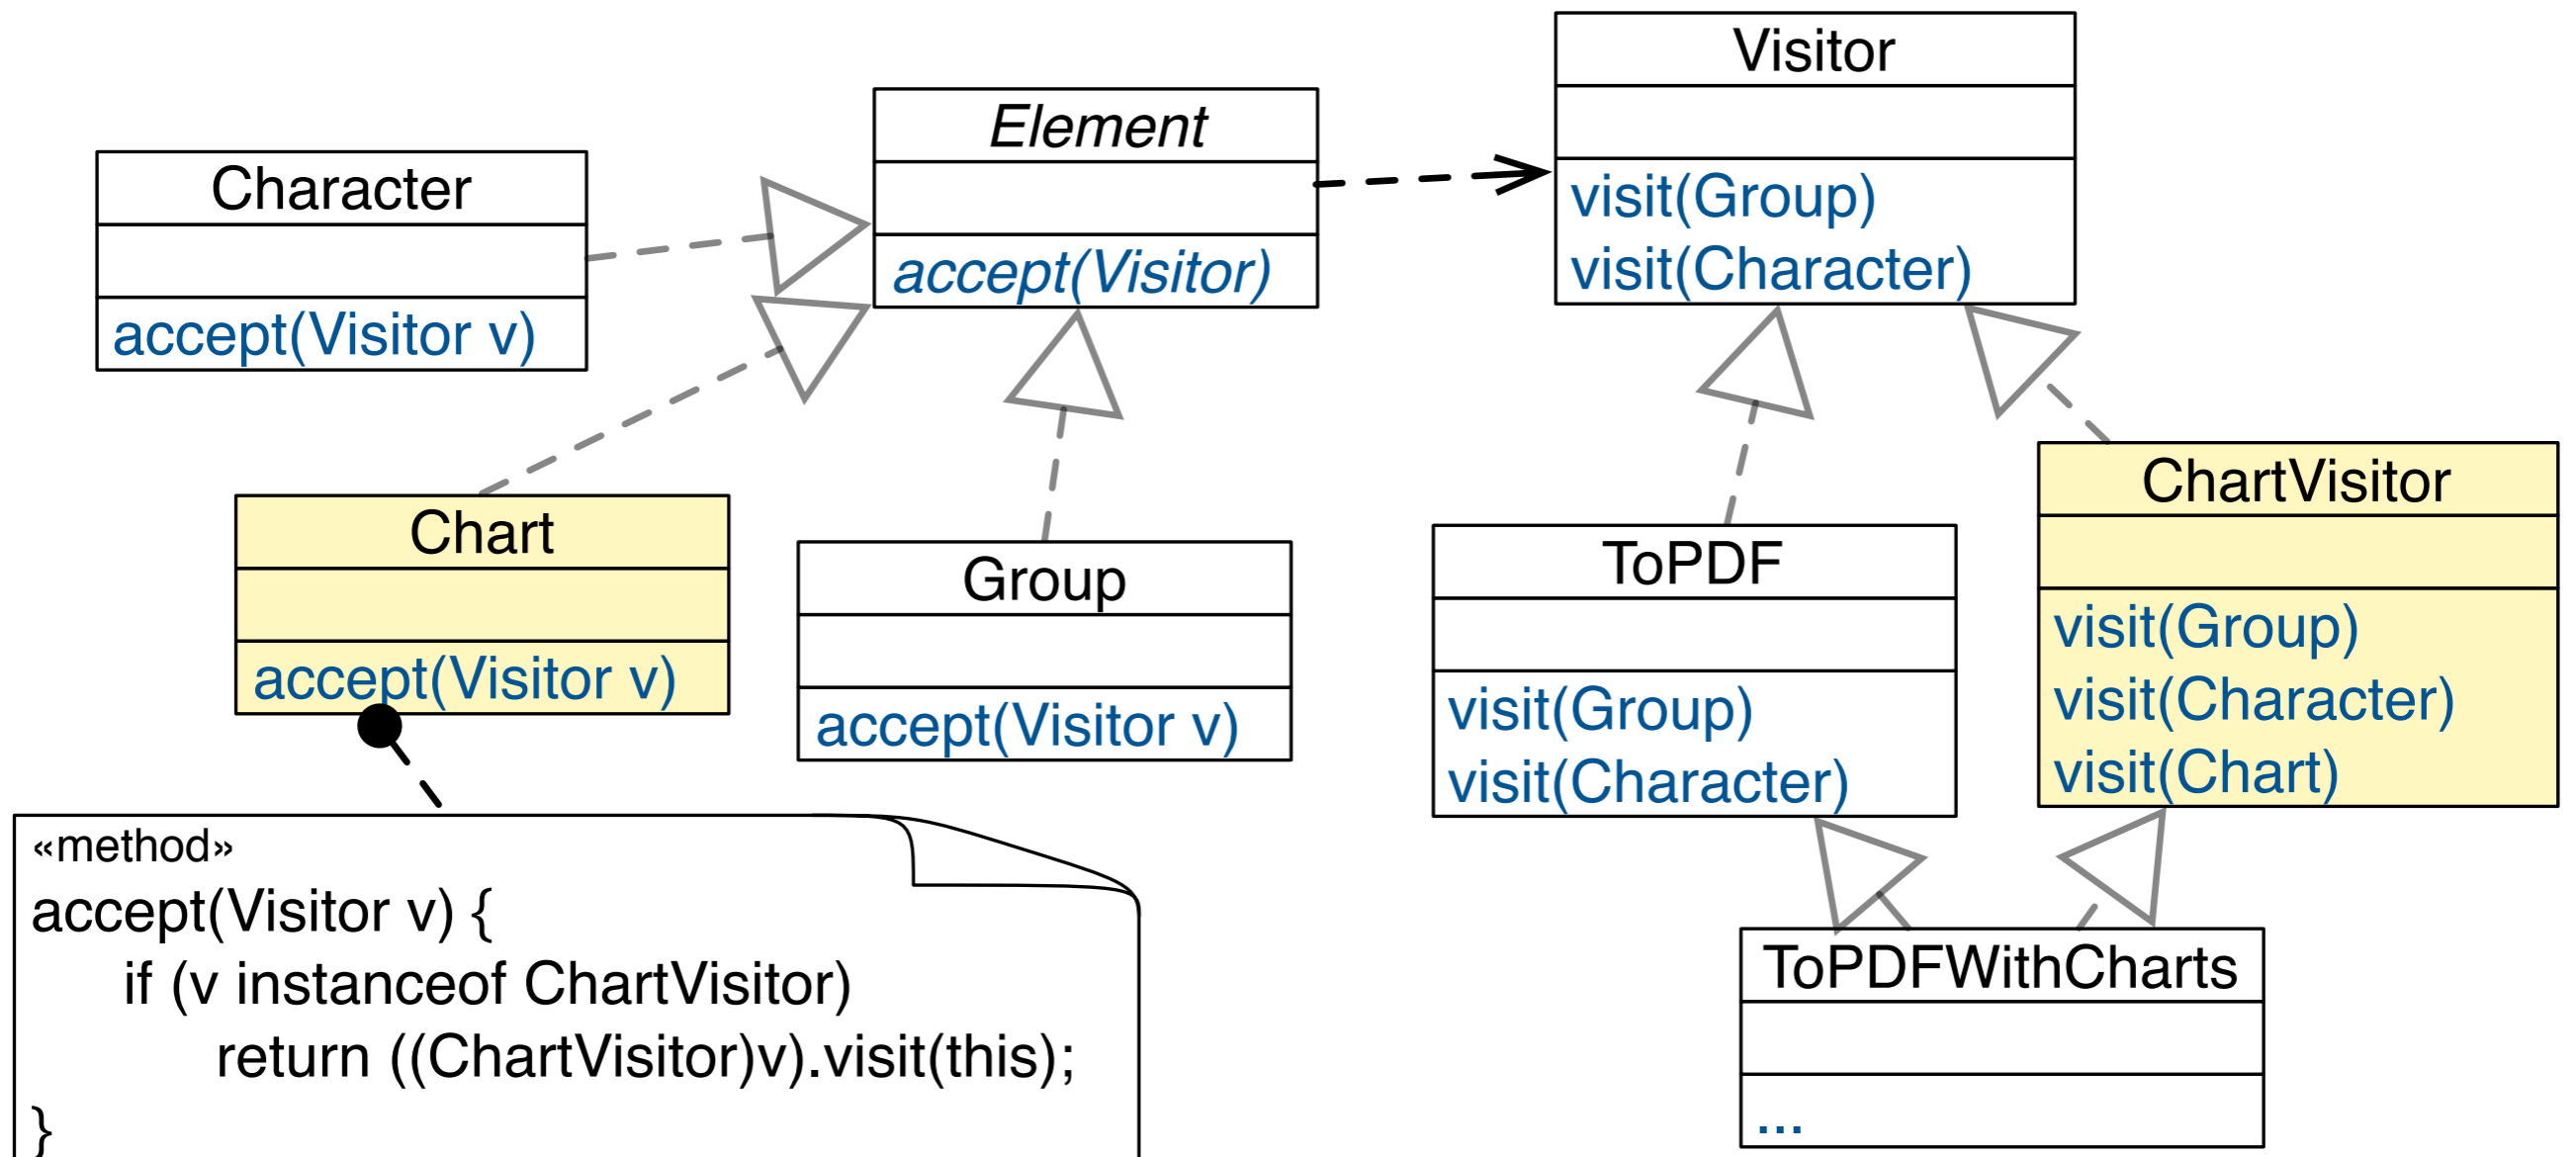 Visitor
visit(Group)
visit(Character)
Element
accept(Visitor)
Character
accept(Visitor v)
Chart
accept(Visitor v)
Group
accept(Visitor v)
ToPDF
visit(Group)
visit(Character)
ChartVisitor
visit(Group)
visit(Character)
visit(Chart)
«method»
accept(Visitor v) {
if (v instanceof ChartVisitor)
return ((ChartVisitor)v).visit(this);
}
ToPDFWithCharts
...